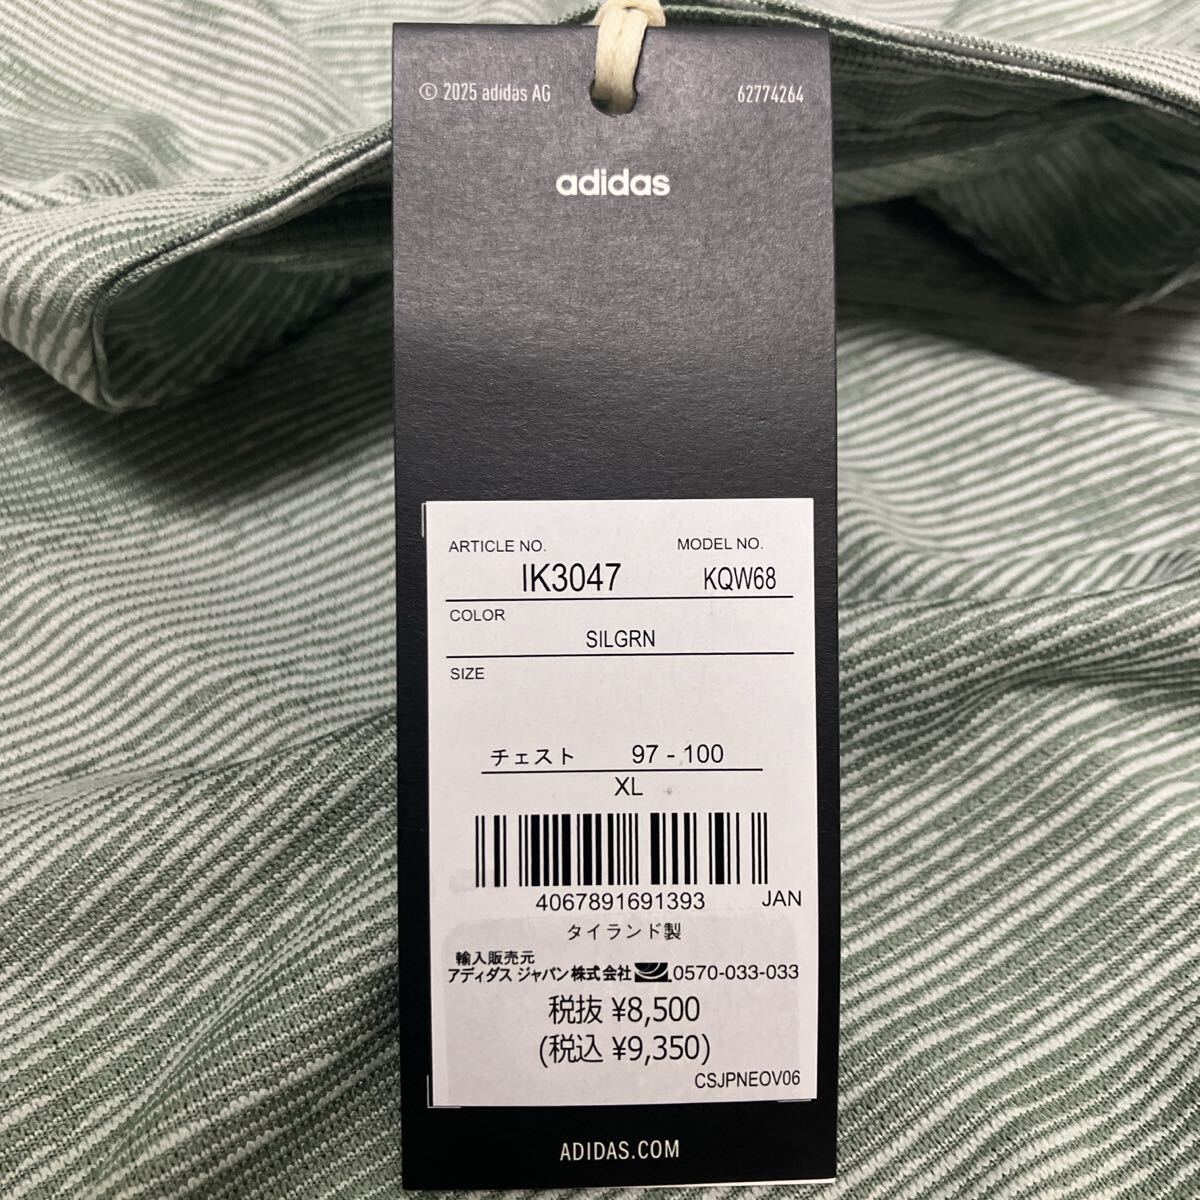 © 2025 adidas AG 62774264
adidas
ARTICLE NO. MODEL NO.
IK3047 KQW68
COLOR
SILGRN
SIZE
チェスト 97 - 100
XL
4067891691393 JAN
タイランド製
輸入販売元
アディダス ジャパン株式会社 0570-033-033
税抜 ¥8,500
(税込 ¥9,350)
CSJPNEOV06
ADIDAS.COM